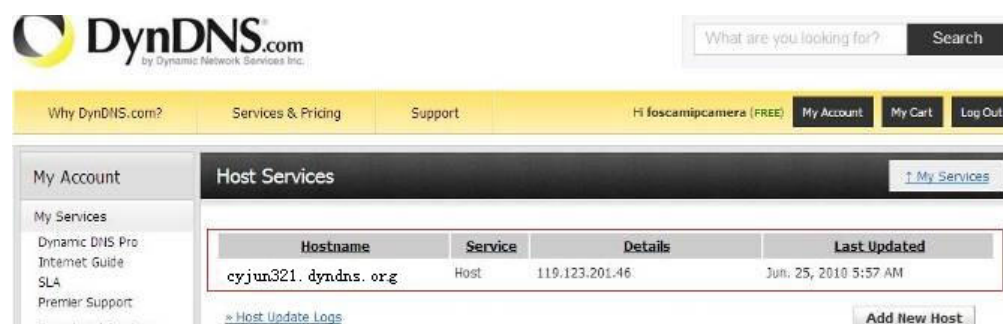 DynDNS.com
by Dynamic Network Services Inc.
What are you looking for? Search
Why DynDNS.com? Services & Pricing Support Hi foscamipcamera (FREE) My Account My Cart Log Out
My Account
Host Services
↑ My Services
My Services
Dynamic DNS Pro
Internet Guide
SLA
Premier Support
Hostname Service Details Last Updated
cyjun321.dyndns.org Host 119.123.201.46 Jun. 25, 2010 5:57 AM
» Host Update Logs
Add New Host